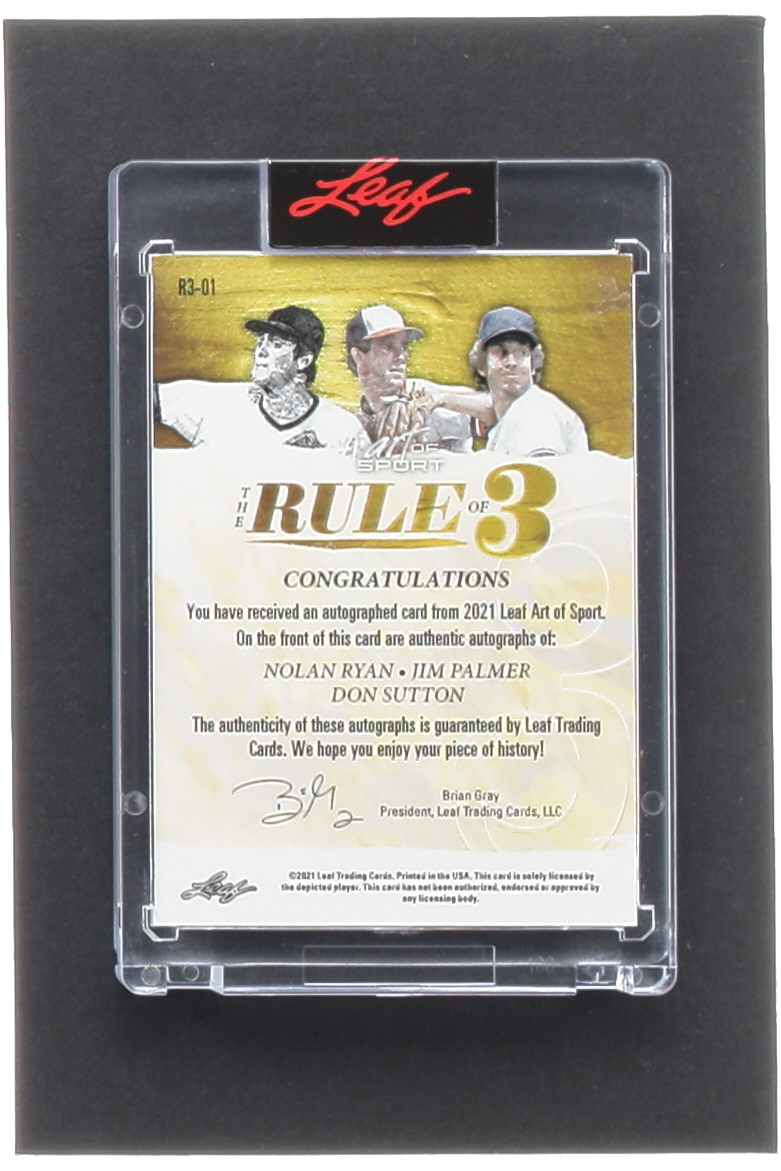 Leaf
R3-01
art OF
SPORT
THE RULE OF 3
CONGRATULATIONS
You have received an autographed card from 2021 Leaf Art of Sport.
On the front of this card are authentic autographs of:
NOLAN RYAN • JIM PALMER
DON SUTTON
The authenticity of these autographs is guaranteed by Leaf Trading
Cards. We hope you enjoy your piece of history!
Brian Gray
President, Leaf Trading Cards, LLC
Leaf
©2021 Leaf Trading Cards. Printed in the USA. This card is solely licensed by
the depicted player. This card has not been authorized, endorsed or approved by
any licensing body.